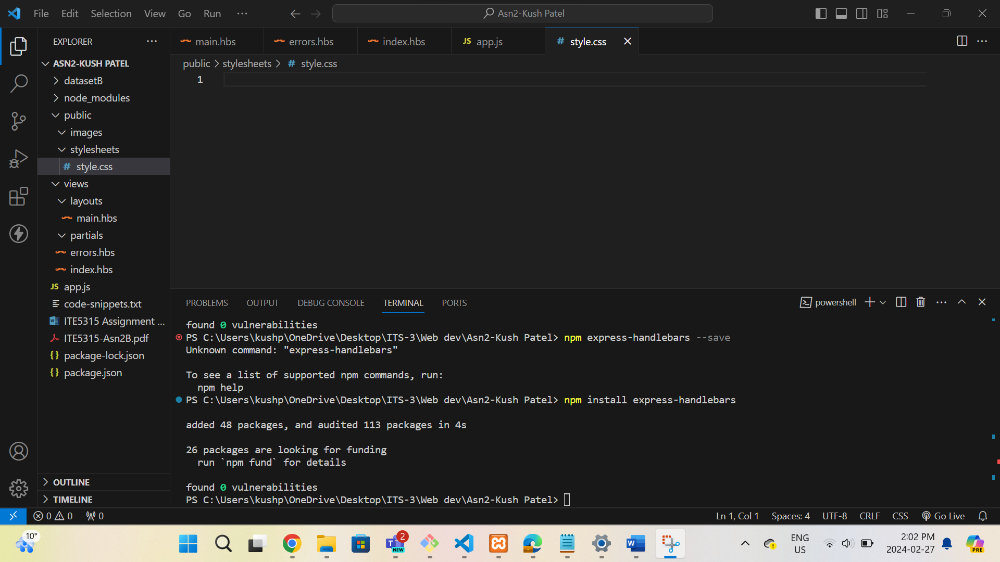 File Edit Selection View Go Run ···
Asn2-Kush Patel
EXPLORER
main.hbs
errors.hbs
index.hbs
JS app.js
# style.css
ASN2-KUSH PATEL
public > stylesheets > # style.css
1
datasetB
node_modules
public
images
stylesheets
# style.css
views
layouts
main.hbs
partials
errors.hbs
index.hbs
JS app.js
code-snippets.txt
ITE5315 Assignment ...
ITE5315-Asn2B.pdf
{} package-lock.json
{} package.json
OUTLINE
TIMELINE
PROBLEMS OUTPUT DEBUG CONSOLE TERMINAL PORTS
powershell
found 0 vulnerabilities
PS C:\Users\kushp\OneDrive\Desktop\ITS-3\Web dev\Asn2-Kush Patel> npm express-handlebars --save
Unknown command: "express-handlebars"
To see a list of supported npm commands, run:
npm help
PS C:\Users\kushp\OneDrive\Desktop\ITS-3\Web dev\Asn2-Kush Patel> npm install express-handlebars
added 48 packages, and audited 113 packages in 4s
26 packages are looking for funding
run `npm fund` for details
found 0 vulnerabilities
PS C:\Users\kushp\OneDrive\Desktop\ITS-3\Web dev\Asn2-Kush Patel>
0 0 0
Ln 1, Col 1 Spaces: 4 UTF-8 CRLF CSS Go Live
10°
T
2
NEW
W
ENG
US
2:02 PM
2024-02-27
PRE